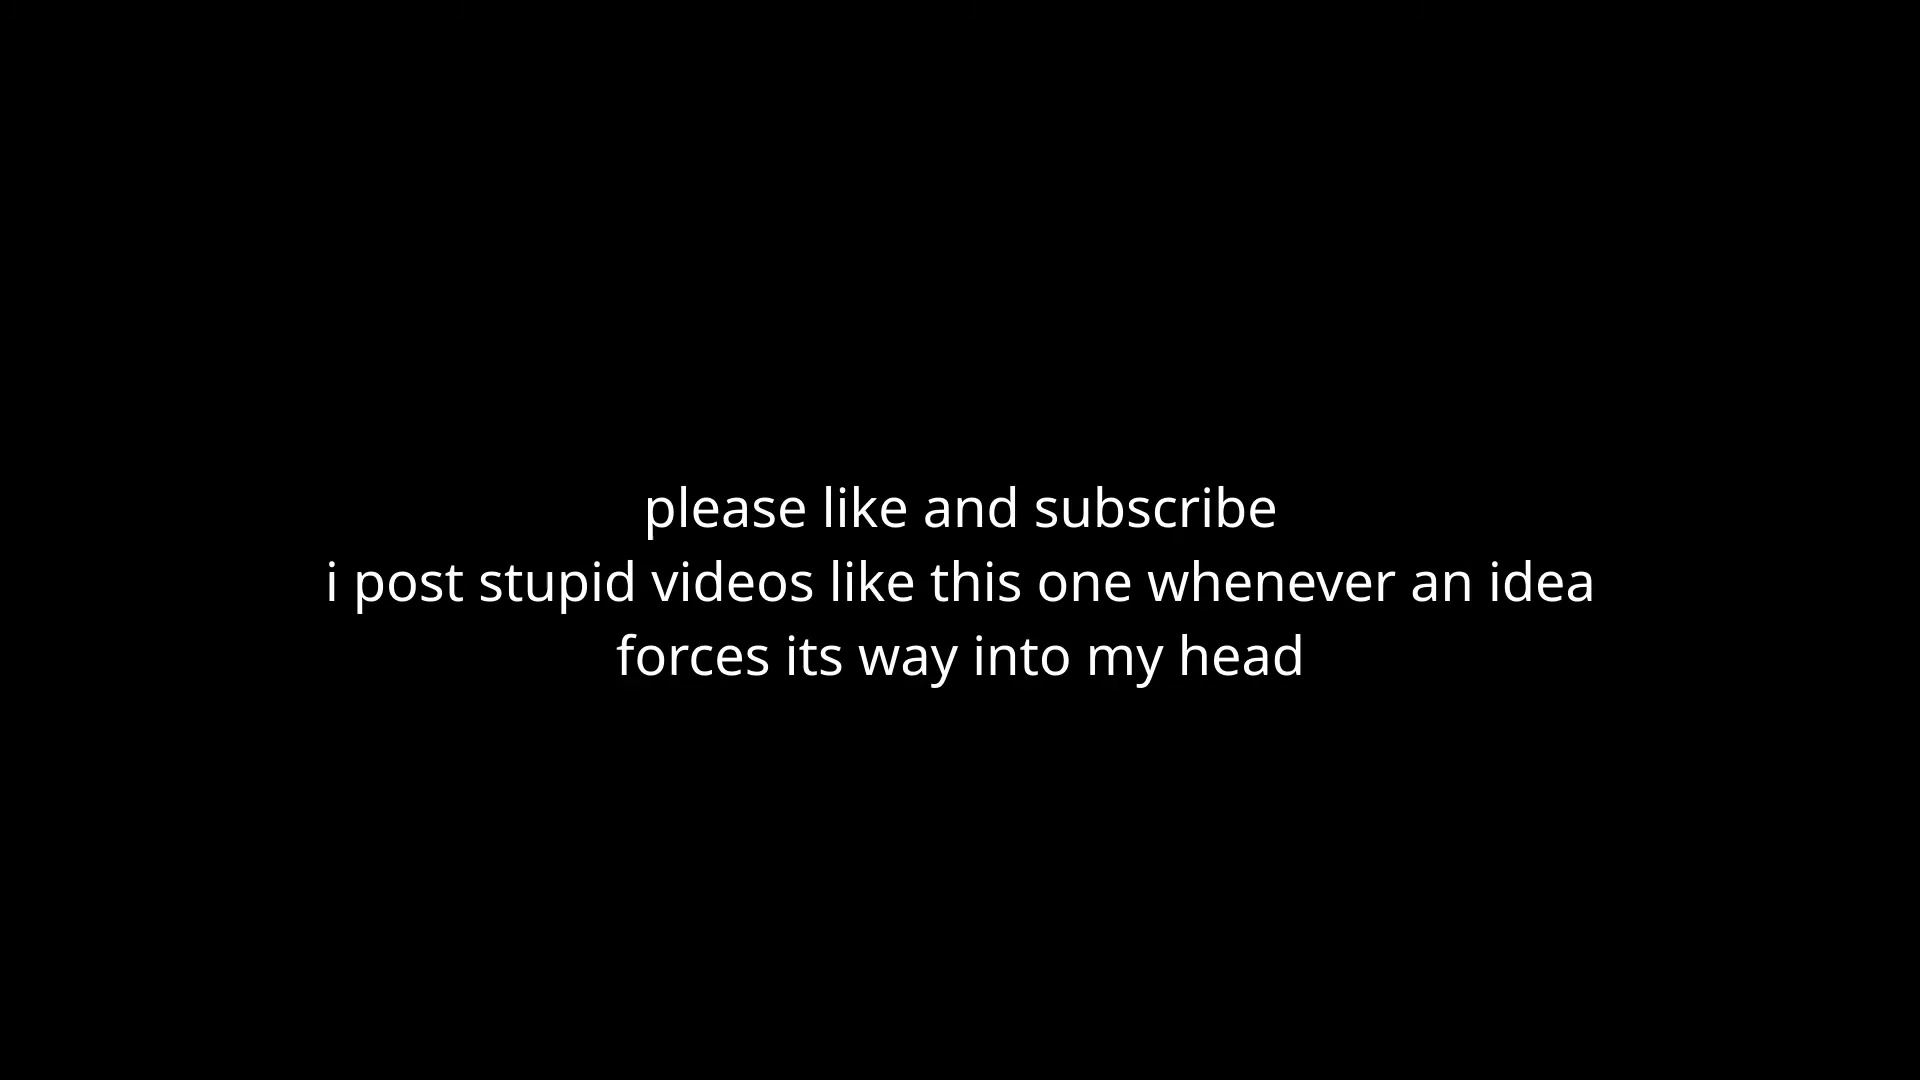 please like and subscribe
i post stupid videos like this one whenever an idea
forces its way into my head